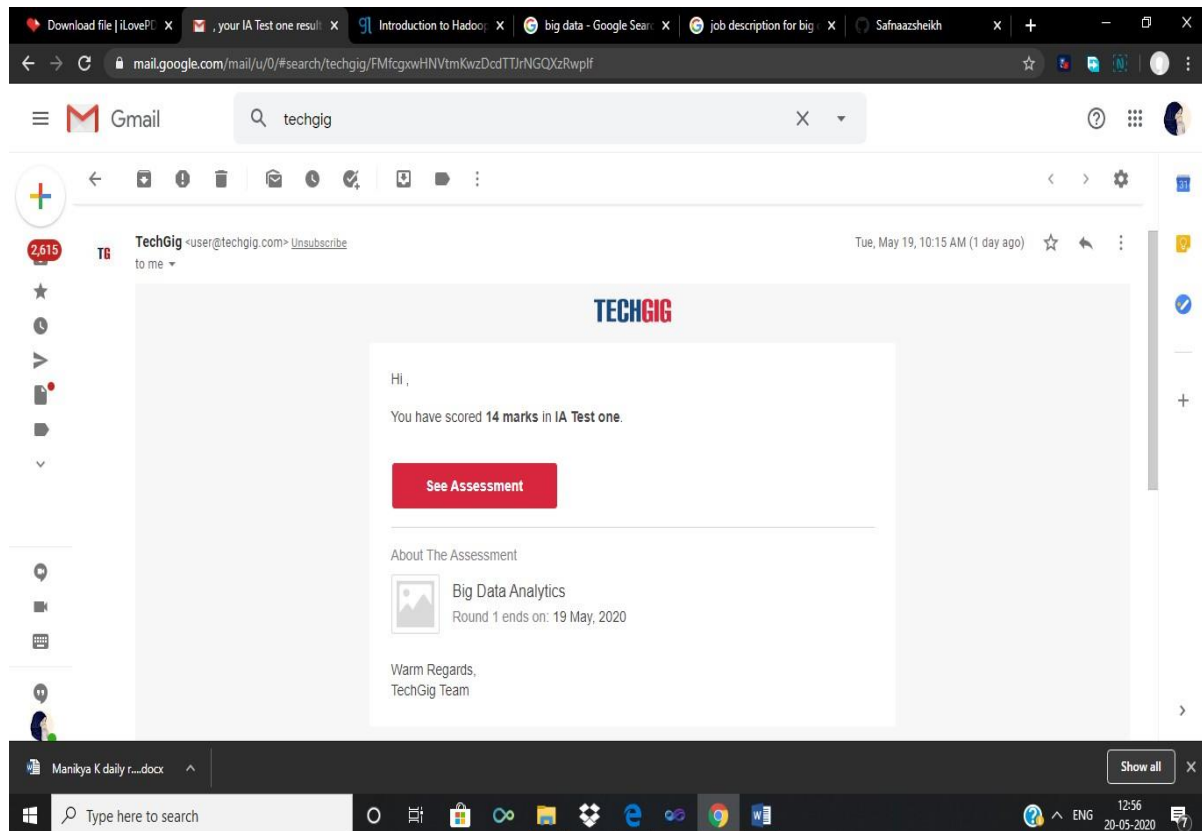 Download file | iLovePD
, your IA Test one result
Introduction to Hadoop
big data - Google Sear
job description for big
Safnaazsheikh
mail.google.com/mail/u/0/#search/techgig/FMfcgxwHNVtmKwzDcdTTJrNGQXzRwplf
Gmail
techgig
TG
TechGig <user@techgig.com> Unsubscribe
Tue, May 19, 10:15 AM (1 day ago)
to me
2,615
31
TECHGIG
Hi ,
You have scored 14 marks in IA Test one.
See Assessment
About The Assessment
Big Data Analytics
Round 1 ends on: 19 May, 2020
Warm Regards,
TechGig Team
Manikya K daily r....docx
Show all
Type here to search
ENG
12:56
20-05-2020
7